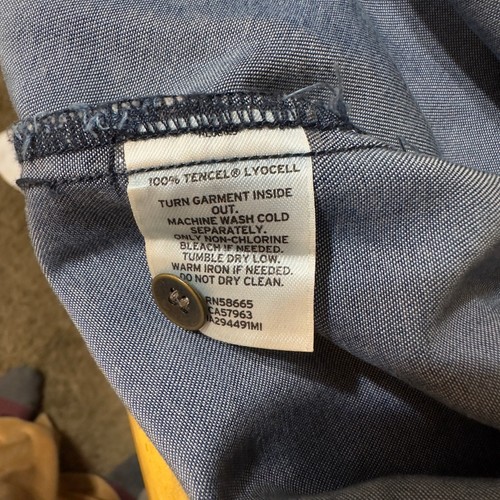 100% TENCEL® LYOCELL
TURN GARMENT INSIDE
OUT.
MACHINE WASH COLD
SEPARATELY.
ONLY NON-CHLORINE
BLEACH IF NEEDED.
TUMBLE DRY LOW.
WARM IRON IF NEEDED.
DO NOT DRY CLEAN.
RN58665
CA57963
IA294491MI